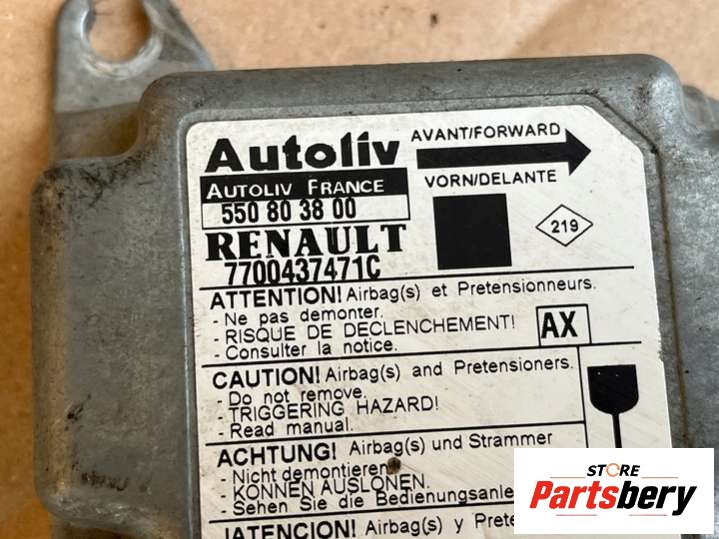 Autoliv
AVANT/FORWARD
AUTOLIV FRANCE
VORN/DELANTE
550 80 38 00
219
RENAULT
7700437471C
ATTENTION! Airbag(s) et Pretensionneurs.
- Ne pas demonter.
- RISQUE DE DECLENCHEMENT!
- Consulter la notice.
AX
CAUTION! Airbag(s) and Pretensioners.
- Do not remove.
- TRIGGERING HAZARD!
- Read manual.
ACHTUNG! Airbag(s) und Strammer
- Nicht demontieren
- KONNEN AUSLONEN.
- Sehen Sie die Bedienungsanle
¡ATENCION! Airbag(s) y Prete
STORE
Partsbery